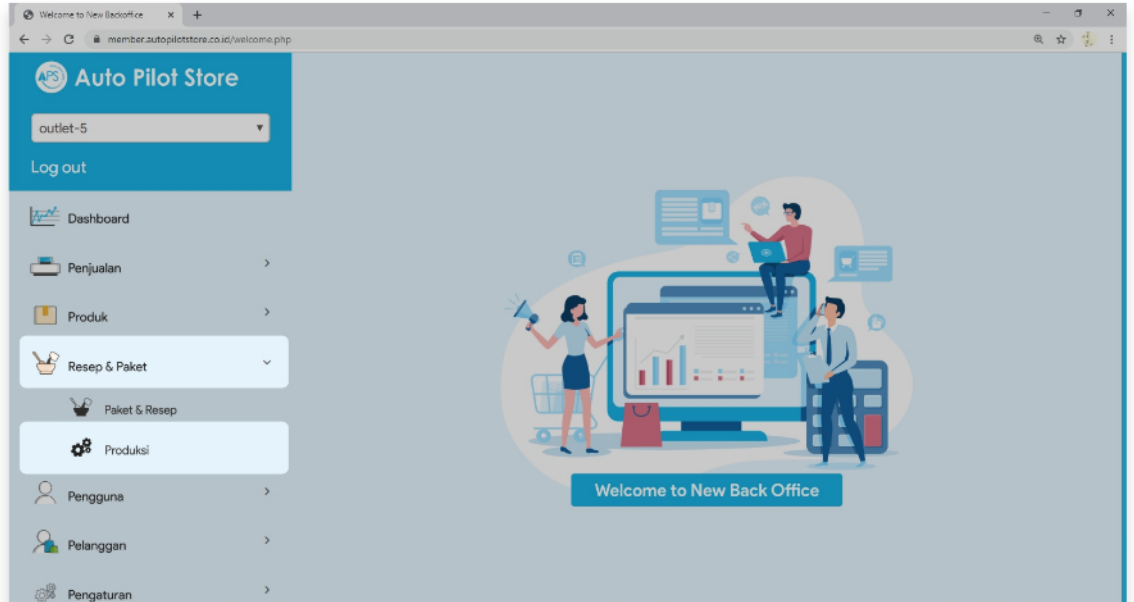 Welcome to New Backoffice
member.autopilotstore.co.id/welcome.php
APS Auto Pilot Store
outlet-5
Log out
Dashboard
Penjualan
Produk
Resep & Paket
Paket & Resep
Produksi
Pengguna
Pelanggan
Pengaturan
Welcome to New Back Office